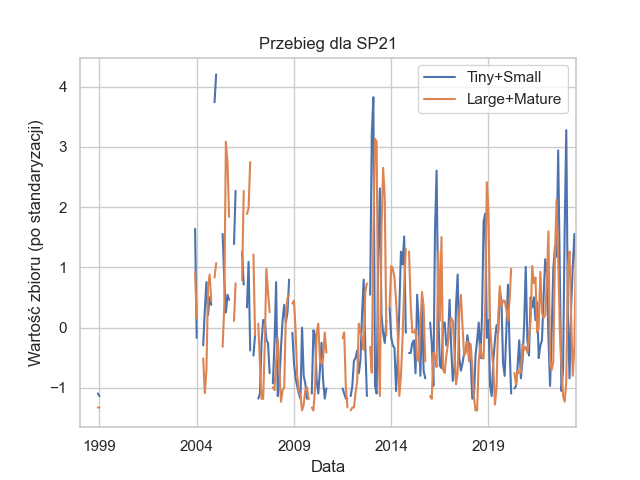 Przebieg dla SP21
Tiny+Small
Large+Mature
Wartość zbioru (po standaryzacji)
4
3
2
1
0
−1
1999
2004
2009
2014
2019
Data